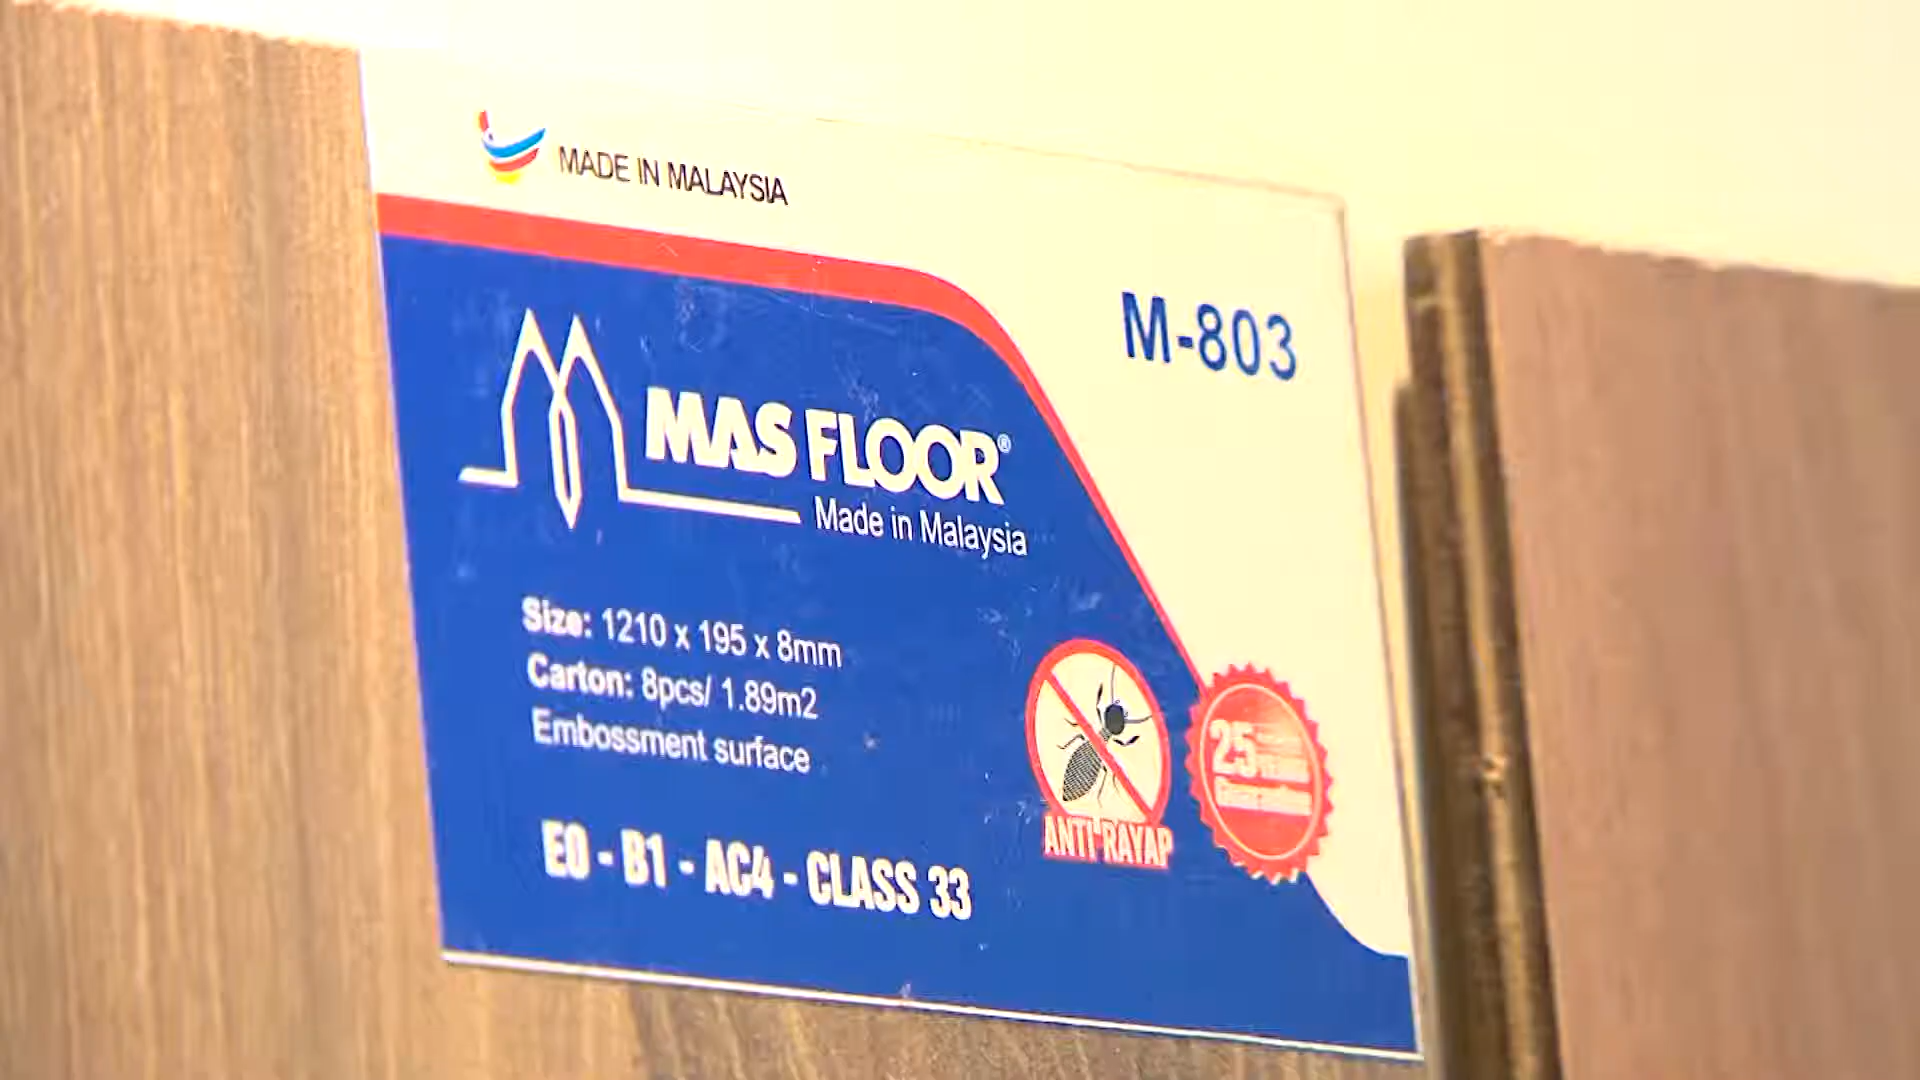 MADE IN MALAYSIA
M-803
MAS FLOOR®
Made in Malaysia
Size: 1210 x 195 x 8mm
Carton: 8pcs/ 1.89m2
Embossment surface
ANTI RAYAP
25
Guarantee
E0 - B1 - AC4 - CLASS 33